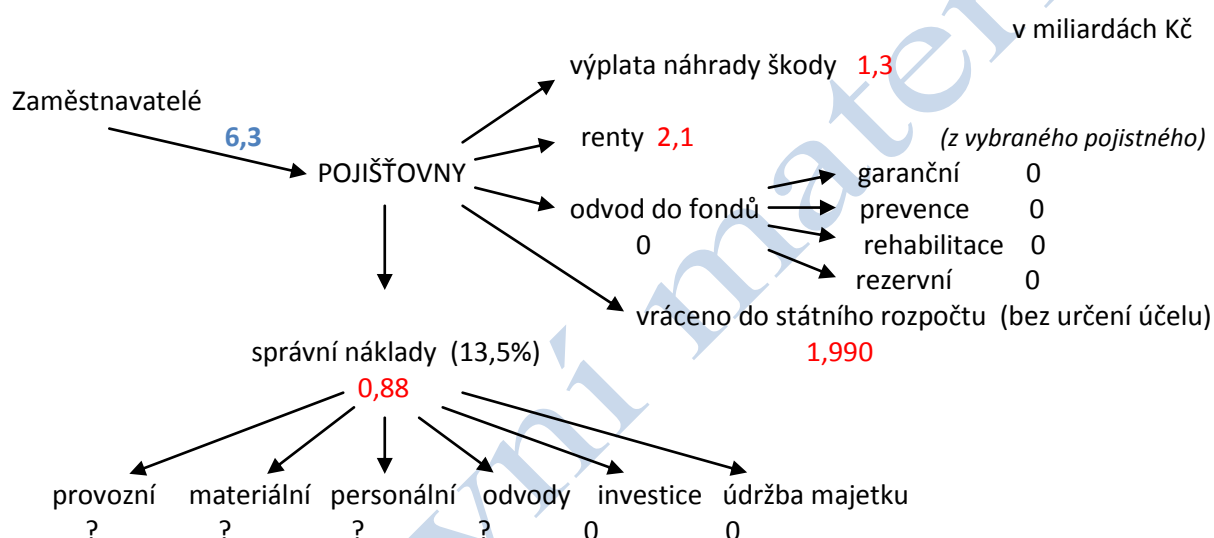 v miliardách Kč
výplata náhrady škody 1,3
Zaměstnavatelé
6,3
renty 2,1
(z vybraného pojistného)
POJIŠŤOVNY
garanční 0
odvod do fondů
prevence 0
0
rehabilitace 0
rezervní 0
vráceno do státního rozpočtu (bez určení účelu)
1,990
správní náklady (13,5%)
0,88
provozní materiální personální odvody investice údržba majetku
? ? ? ? 0 0
vní mater